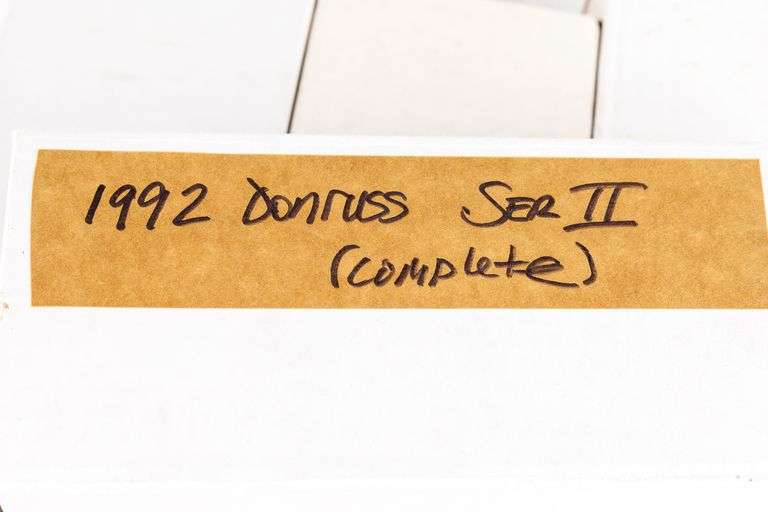 1992 Donruss SER II
(complete)